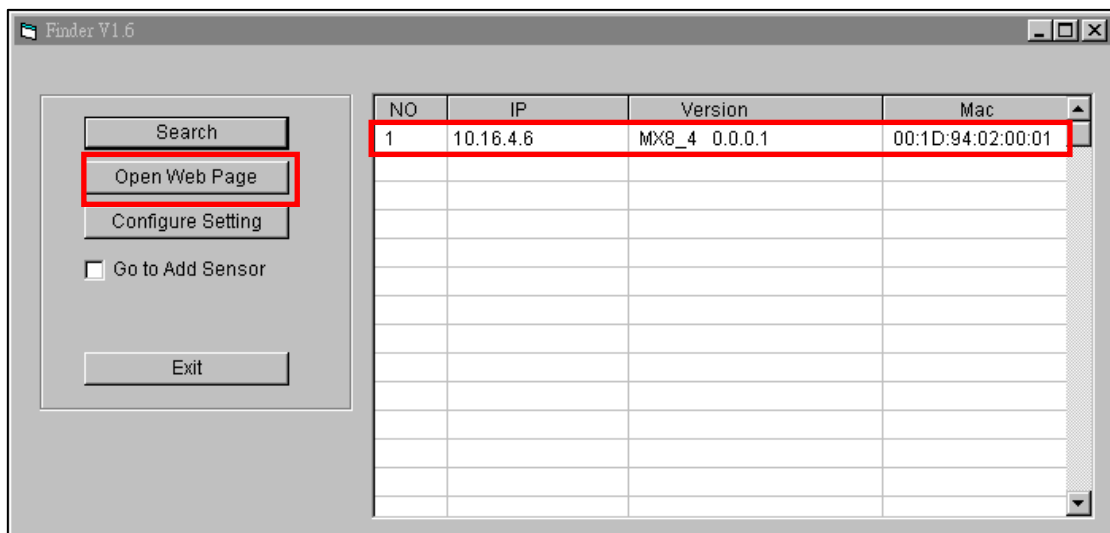 Finder V1.6
Search
Open Web Page
Configure Setting
Go to Add Sensor
Exit
NO IP Version Mac
1 10.16.4.6 MX8_4 0.0.0.1 00:1D:94:02:00:01